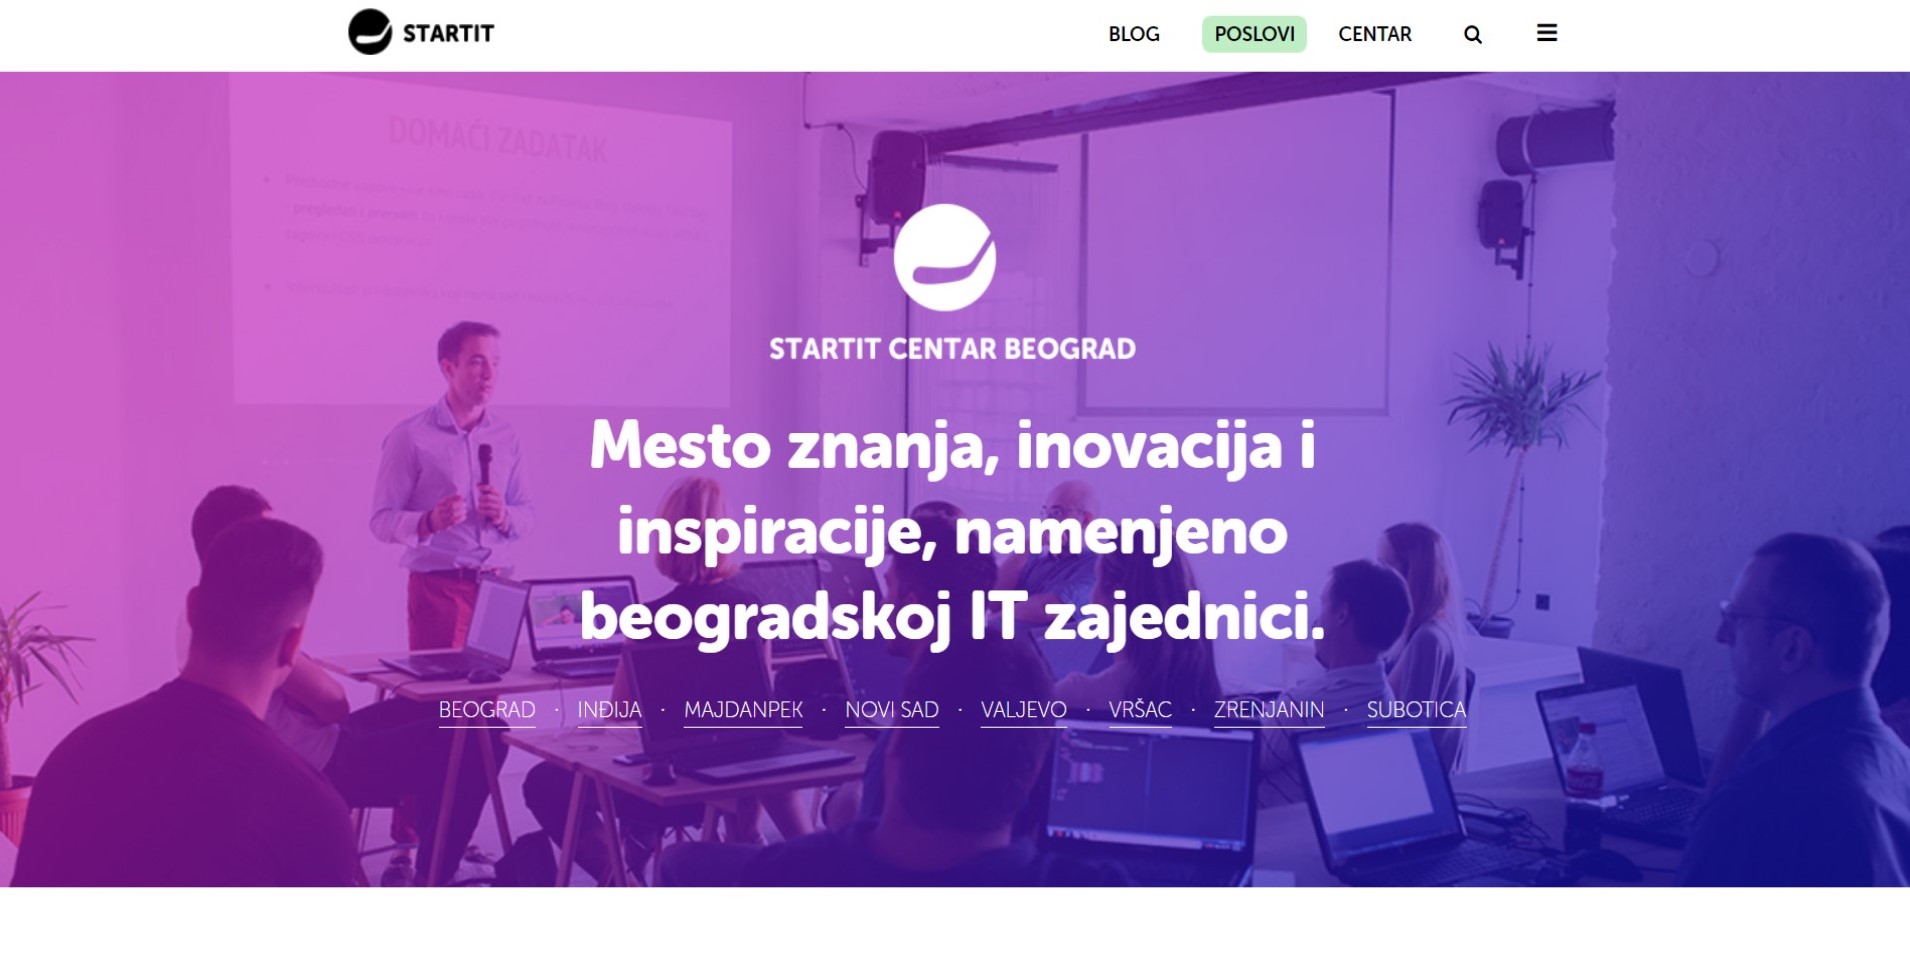 STARTIT
BLOG
POSLOVI
CENTAR
DOMAĆI ZADATAK
STARTIT CENTAR BEOGRAD
Mesto znanja, inovacija i
inspiracije, namenjeno
beogradskoj IT zajednici.
BEOGRAD · INĐIJA · MAJDANPEK · NOVI SAD · VALJEVO · VRŠAC · ZRENJANIN · SUBOTICA